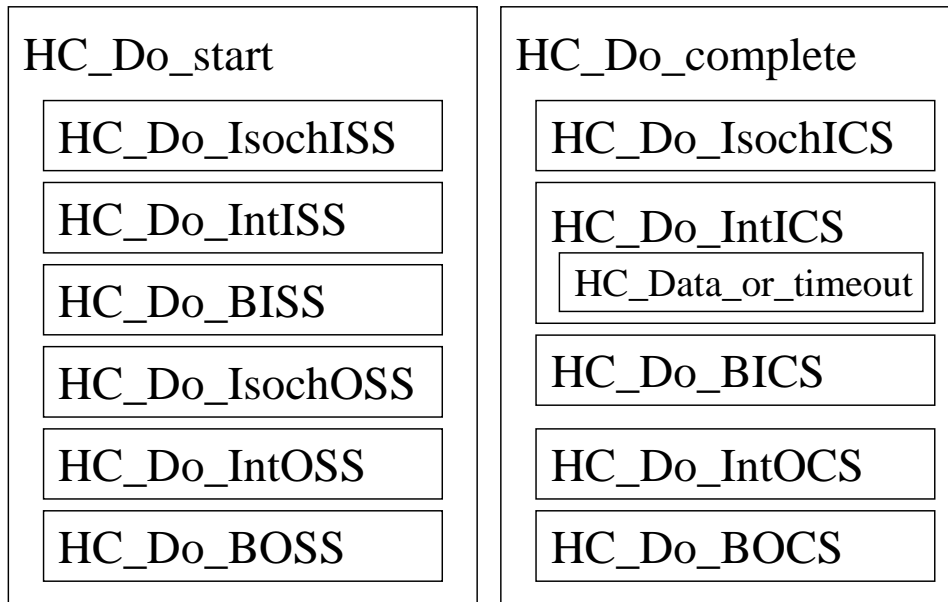 HC_Do_start
HC_Do_IsochISS
HC_Do_IntISS
HC_Do_BISS
HC_Do_IsochOSS
HC_Do_IntOSS
HC_Do_BOSS
HC_Do_complete
HC_Do_IsochICS
HC_Do_IntICS
HC_Data_or_timeout
HC_Do_BICS
HC_Do_IntOCS
HC_Do_BOCS